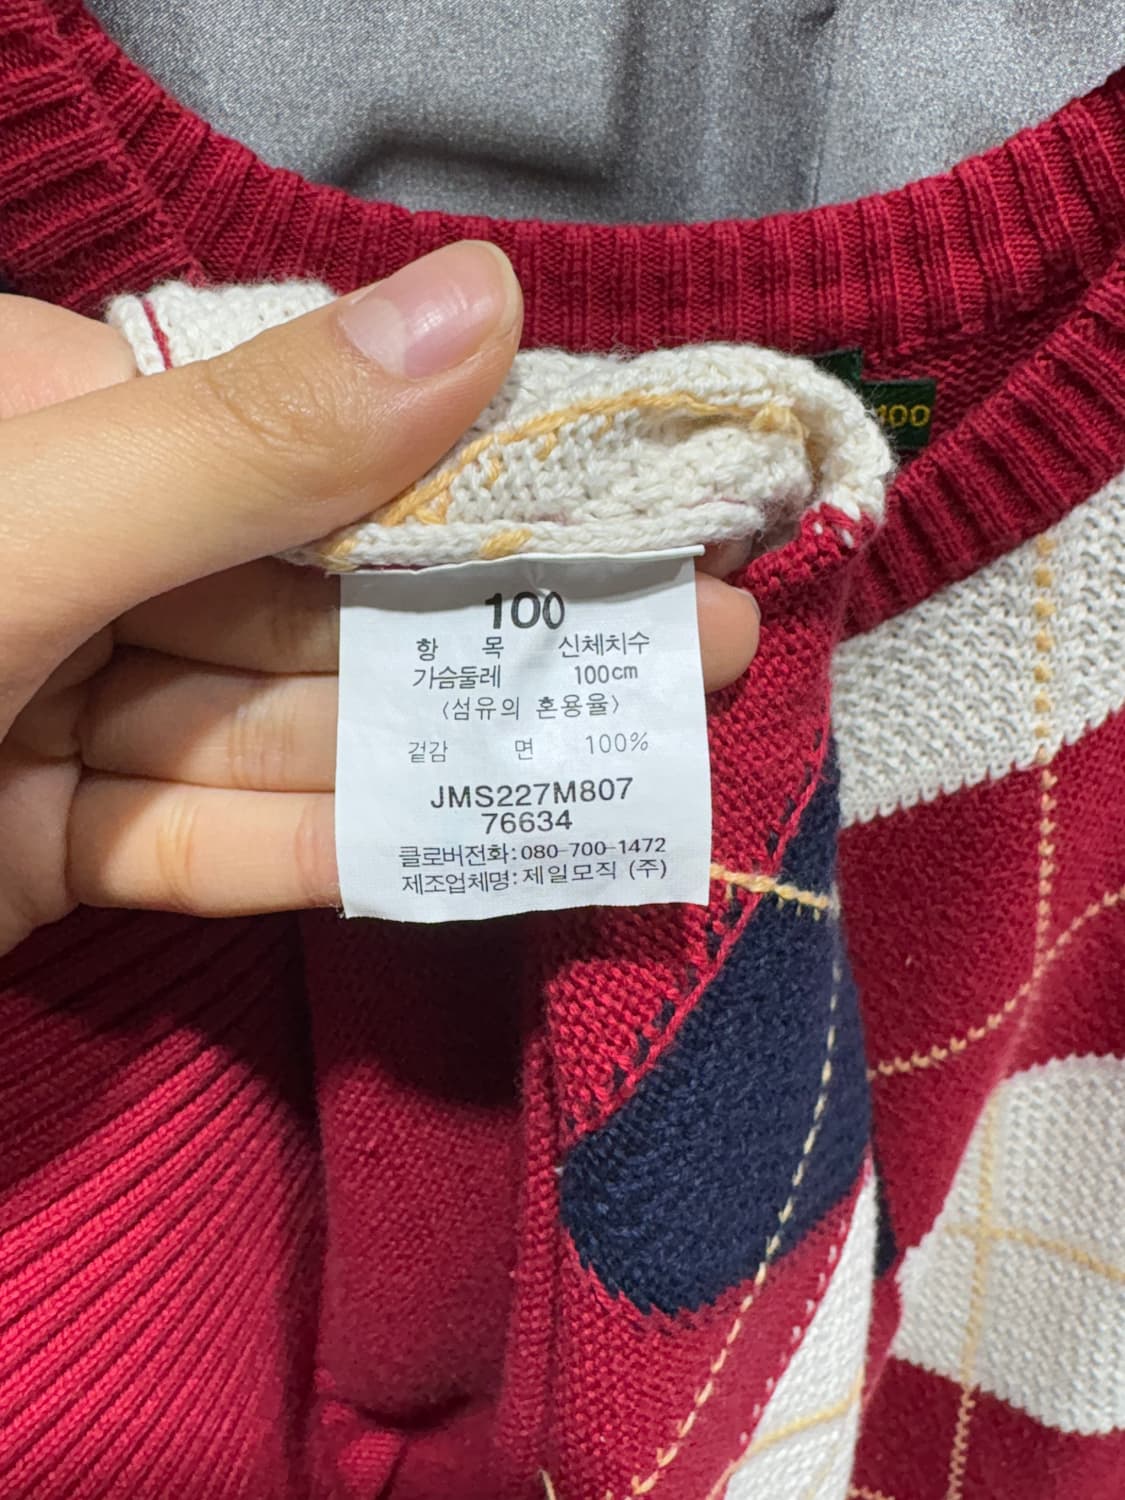 100
100
항 목 신체치수
가슴둘레 100cm
(섬유의 혼용율)
겉감 면 100%
JMS227M807
76634
클로버전화:080-700-1472
제조업체명:제일모직 (주)